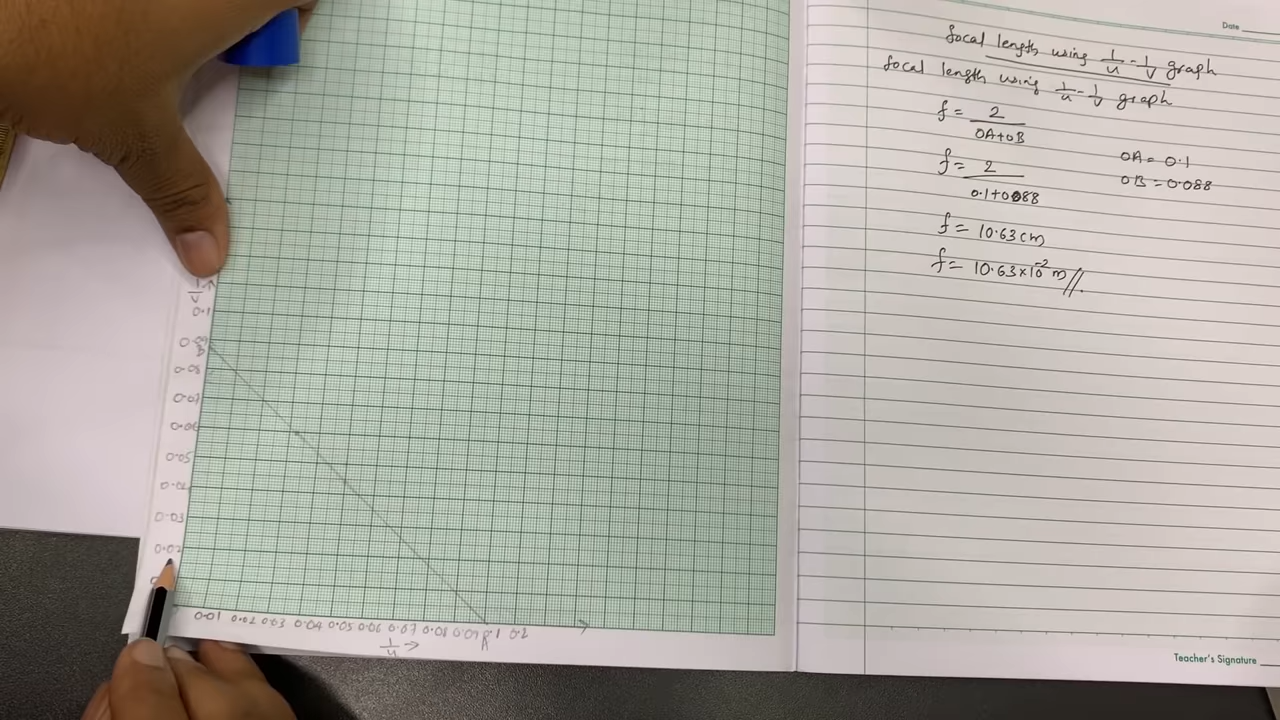 Date
focal length using 1/u - 1/v graph
focal length using 1/u - 1/v graph
f = 2/OA+OB
OA = 0.1
f = 2/0.1+0.088
OB = 0.088
f = 10.63 cm
f = 10.63×10⁻² m//.
1/v
0.1
0.08
0.07
0.06
0.05
0.04
0.03
0.02
0.01 0.02 0.03 0.04 0.05 0.06 0.07 0.08 0.09 0.1 0.2
A
1/u →
Teacher's Signature